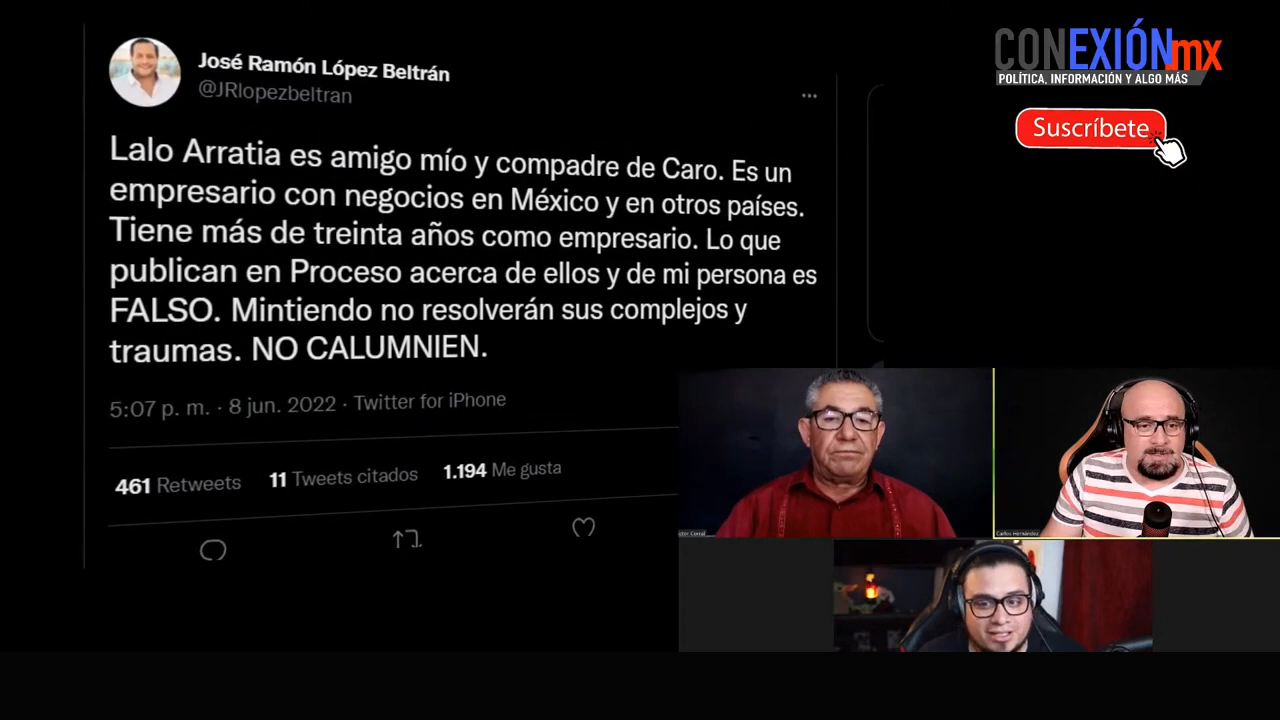 José Ramón López Beltrán
@JRlopezbeltran
Lalo Arratia es amigo mío y compadre de Caro. Es un
empresario con negocios en México y en otros países.
Tiene más de treinta años como empresario. Lo que
publican en Proceso acerca de ellos y de mi persona es
FALSO. Mintiendo no resolverán sus complejos y
traumas. NO CALUMNIEN.
5:07 p. m. · 8 jun. 2022 · Twitter for iPhone
461 Retweets 11 Tweets citados 1.194 Me gusta
CONEXIÓNmx
POLÍTICA, INFORMACIÓN Y ALGO MÁS
Suscríbete
Corral
Carlos Hernández